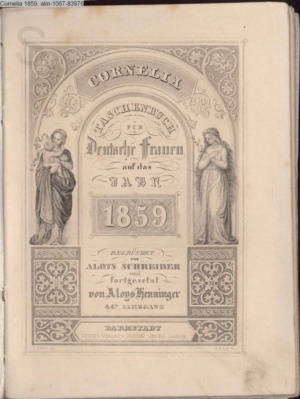 Cornelia 1859. alm-1067-83976
CORNELIA
TASCHENBUCH
FÜR
Deutsche Frauen
auf das
JAHR
1859
BEGRÜNDET
VON
ALOYS SCHREIBER
und
fortgesetzt
von Aloys Henninger
44r JAHRGANG
DARMSTADT